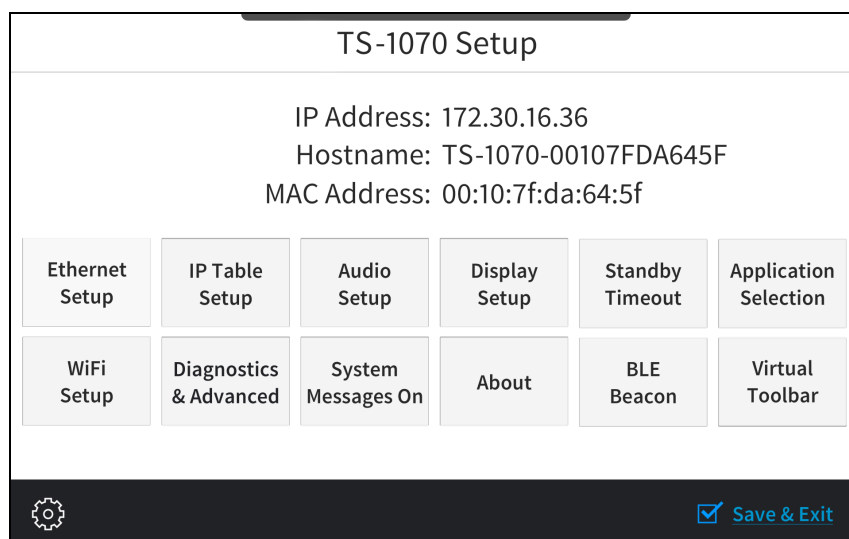 TS-1070 Setup
IP Address: 172.30.16.36
Hostname: TS-1070-00107FDA645F
MAC Address: 00:10:7f:da:64:5f
Ethernet
Setup
IP Table
Setup
Audio
Setup
Display
Setup
Standby
Timeout
Application
Selection
WiFi
Setup
Diagnostics
& Advanced
System
Messages On
About
BLE
Beacon
Virtual
Toolbar
Save & Exit